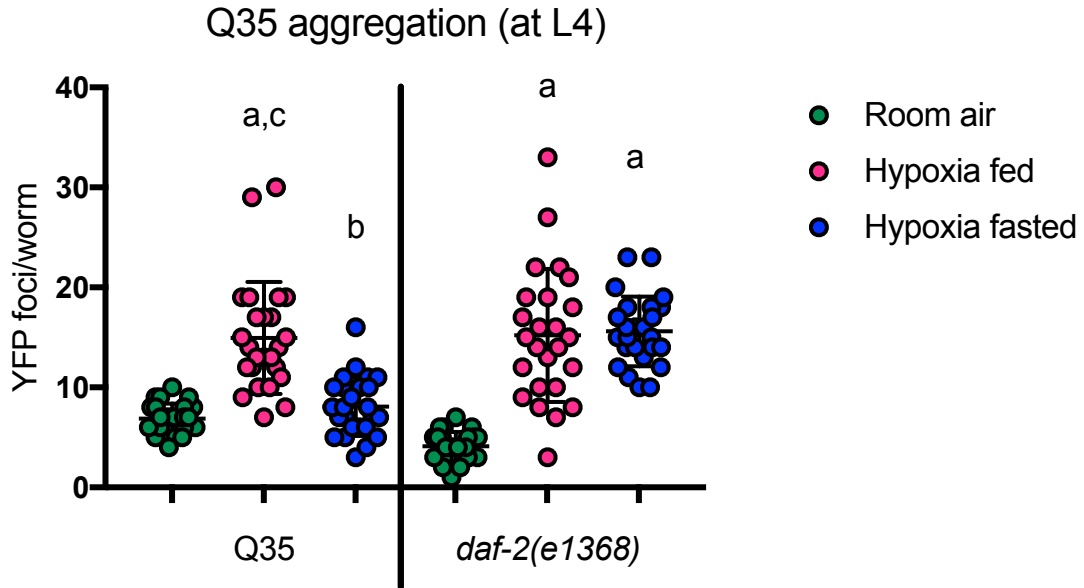 Q35 aggregation (at L4)
YFP foci/worm
40
30
20
10
0
a,c
b
a
a
Q35
daf-2(e1368)
Room air
Hypoxia fed
Hypoxia fasted